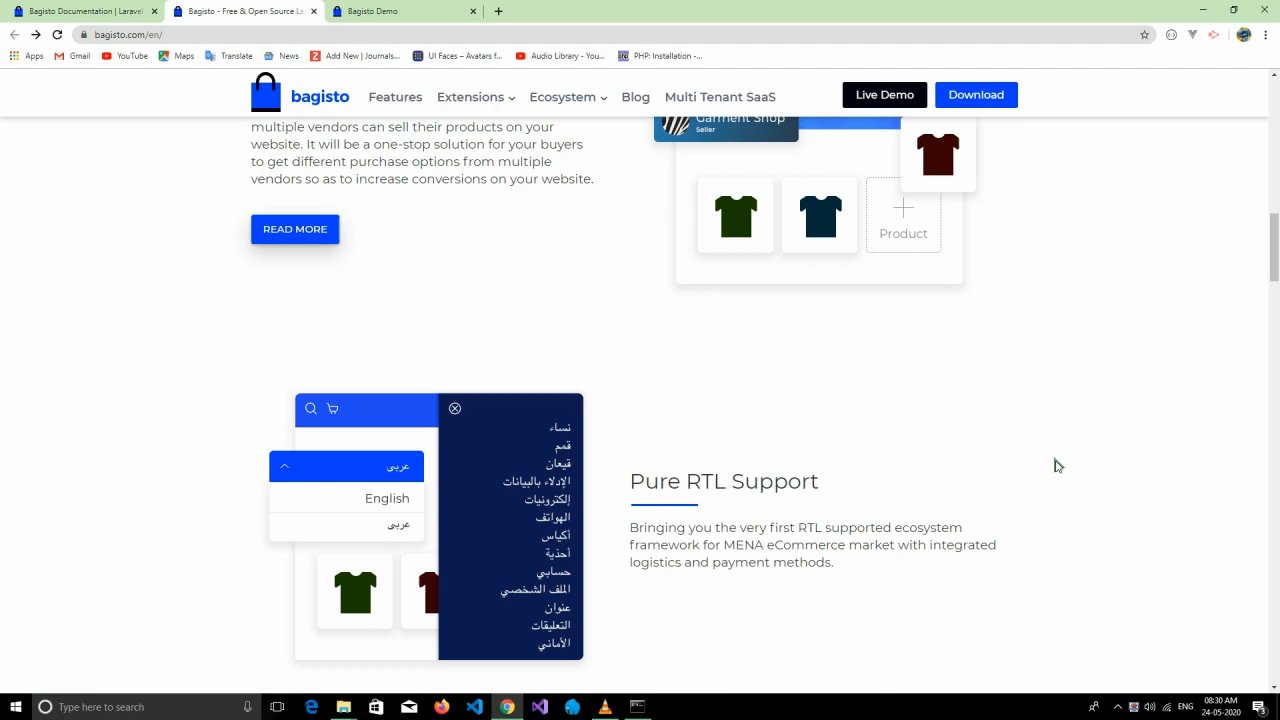 Bagisto Documentation | Laravel
Bagisto - Free & Open Source La
Bagisto Demo
bagisto.com/en/
Apps
Gmail
YouTube
Maps
Translate
News
Add New | Journals...
UI Faces – Avatars f...
Audio Library - You...
PHP: Installation -...
bagisto
Features
Extensions
Ecosystem
Blog
Multi Tenant SaaS
Live Demo
Download
multiple vendors can sell their products on your
website. It will be a one-stop solution for your buyers
to get different purchase options from multiple
vendors so as to increase conversions on your website.
READ MORE
Garment Shop
Seller
Product
عربى
English
عربى
نساء
قمم
قيعان
الإدلاء بالبيانات
إلكترونيات
الهواتف
أكياس
أحذية
حسابي
الملف الشخصي
عنوان
التعليقات
الأماني
Pure RTL Support
Bringing you the very first RTL supported ecosystem
framework for MENA eCommerce market with integrated
logistics and payment methods.
Type here to search
ENG
08:30 AM
24-05-2020
3